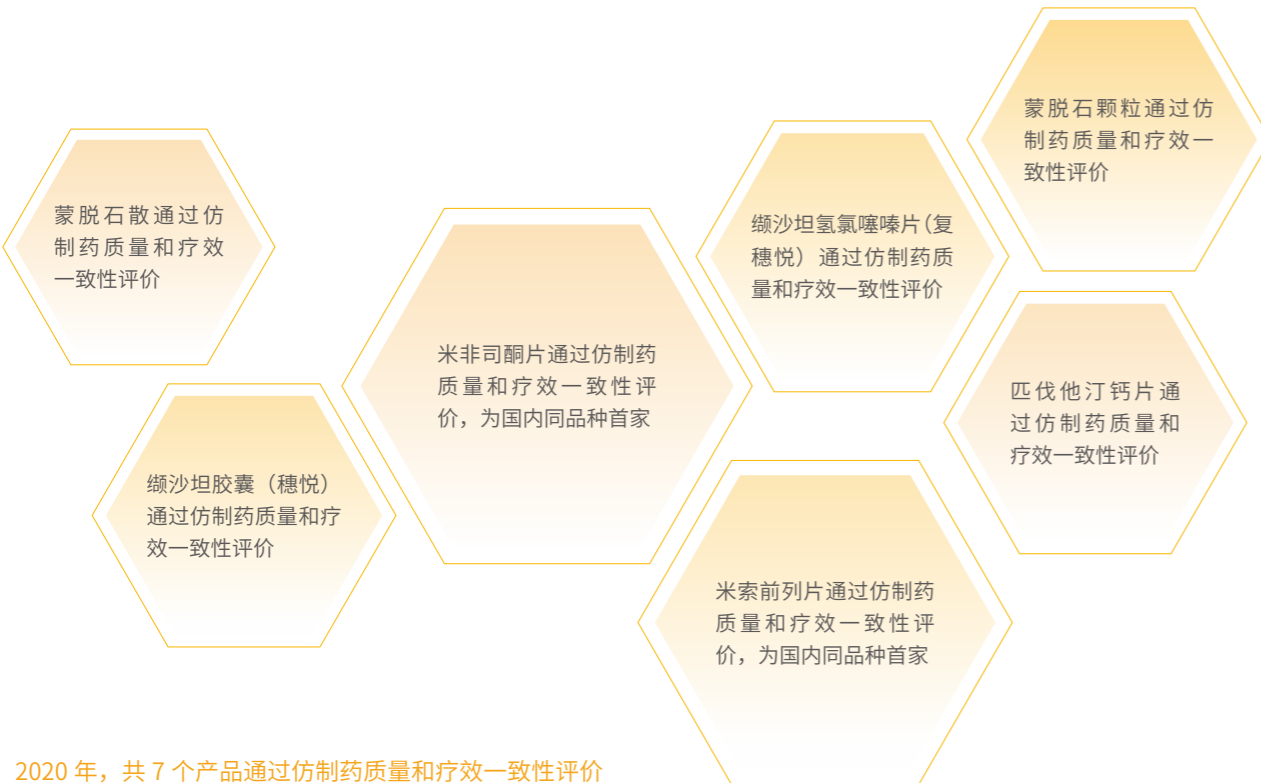 蒙脱石散通过仿
制药质量和疗效
一致性评价
缬沙坦胶囊（穗悦）
通过仿制药质量和疗
效一致性评价
米非司酮片通过仿制药
质量和疗效一致性评
价，为国内同品种首家
缬沙坦氢氯噻嗪片（复
穗悦）通过仿制药质
量和疗效一致性评价
蒙脱石颗粒通过仿
制药质量和疗效一
致性评价
匹伐他汀钙片通
过仿制药质量和
疗效一致性评价
米索前列片通过仿制药
质量和疗效一致性评
价，为国内同品种首家
2020 年，共 7 个产品通过仿制药质量和疗效一致性评价